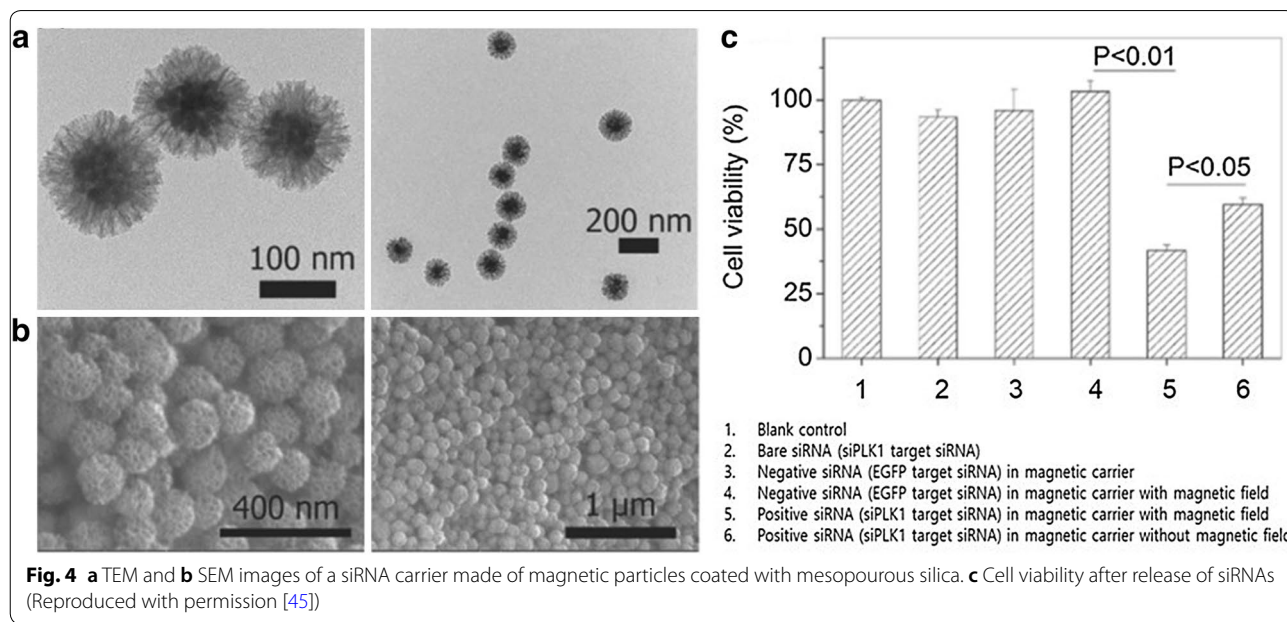 a
100 nm
200 nm
b
400 nm
1 µm
c
Cell viability (%)
100
75
50
25
0
P<0.01
P<0.05
1 2 3 4 5 6
1. Blank control
2. Bare siRNA (siPLK1 target siRNA)
3. Negative siRNA (EGFP target siRNA) in magnetic carrier
4. Negative siRNA (EGFP target siRNA) in magnetic carrier with magnetic field
5. Positive siRNA (siPLK1 target siRNA) in magnetic carrier with magnetic field
6. Positive siRNA (siPLK1 target siRNA) in magnetic carrier without magnetic field
Fig. 4 a TEM and b SEM images of a siRNA carrier made of magnetic particles coated with mesopourous silica. c Cell viability after release of siRNAs
(Reproduced with permission [45])